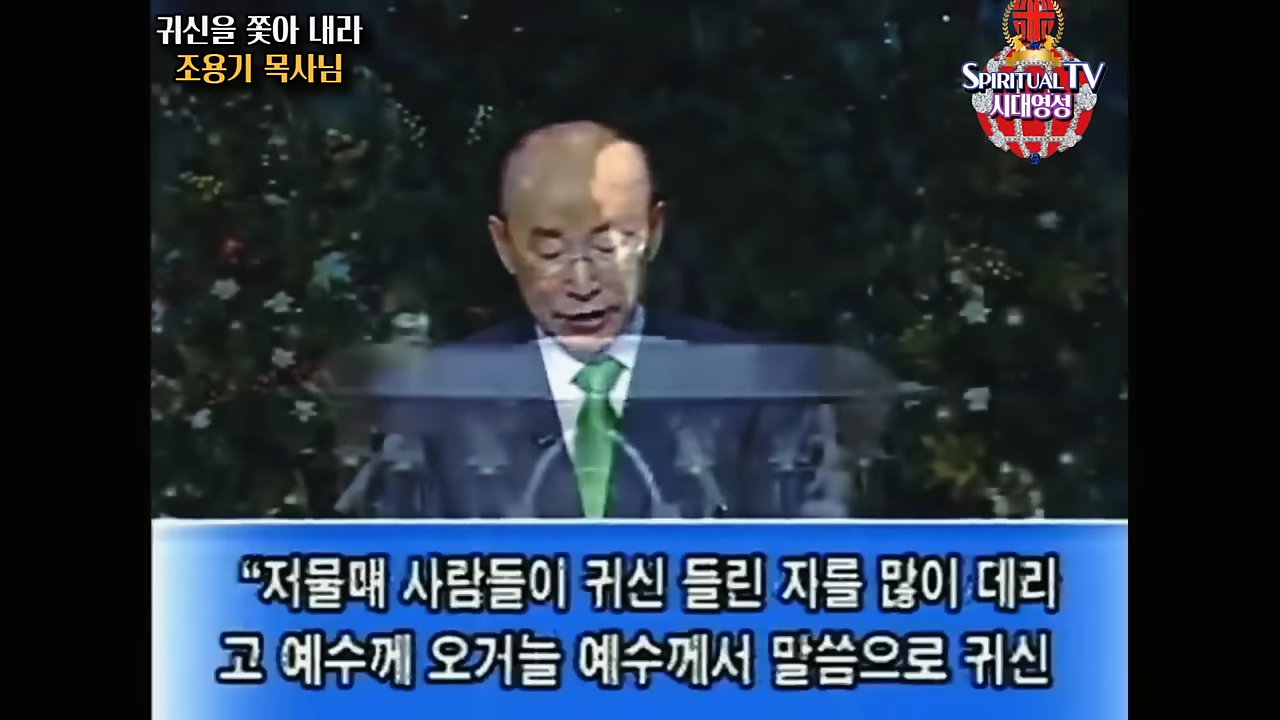 귀신을 쫓아 내라
조용기 목사님
SPIRITUAL TV
시대영성
“저물매 사람들이 귀신 들린 자를 많이 데리
고 예수께 오거늘 예수께서 말씀으로 귀신